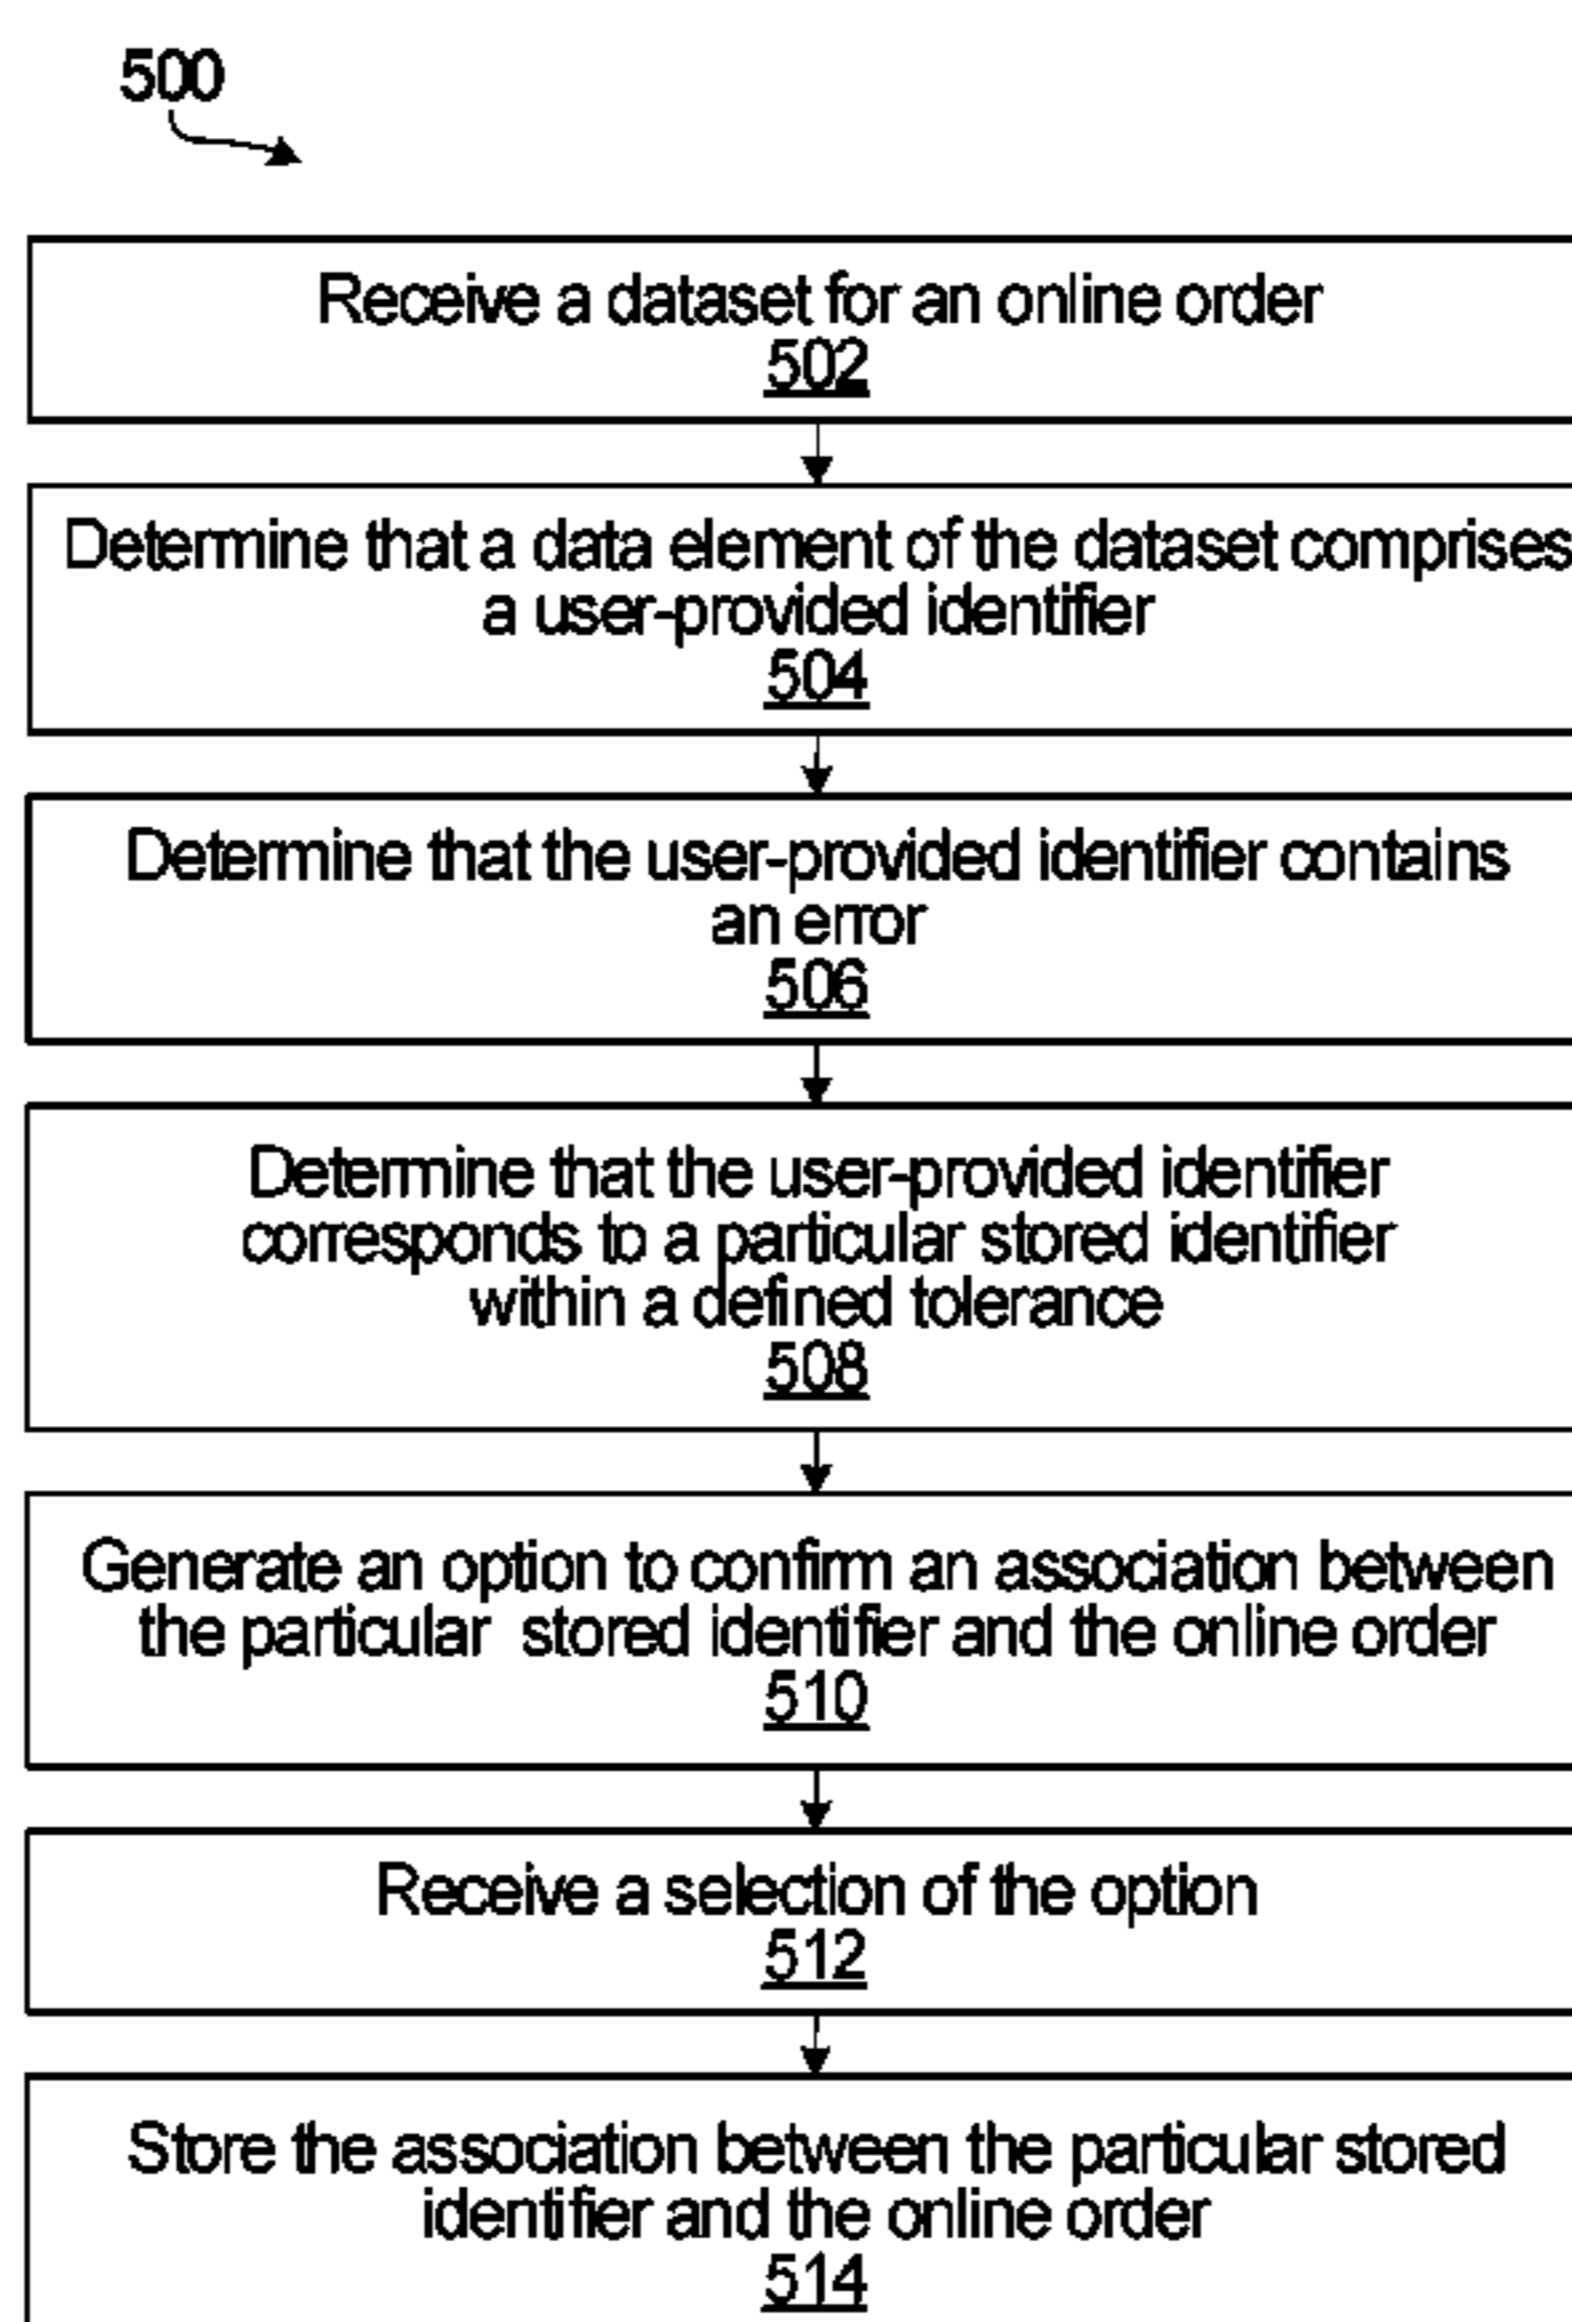 500
Receive a dataset for an online order
502
Determine that a data element of the dataset comprises
a user-provided identifier
504
Determine that the user-provided identifier contains
an error
506
Determine that the user-provided identifier
corresponds to a particular stored identifier
within a defined tolerance
508
Generate an option to confirm an association between
the particular stored identifier and the online order
510
Receive a selection of the option
512
Store the association between the particular stored
identifier and the online order
514